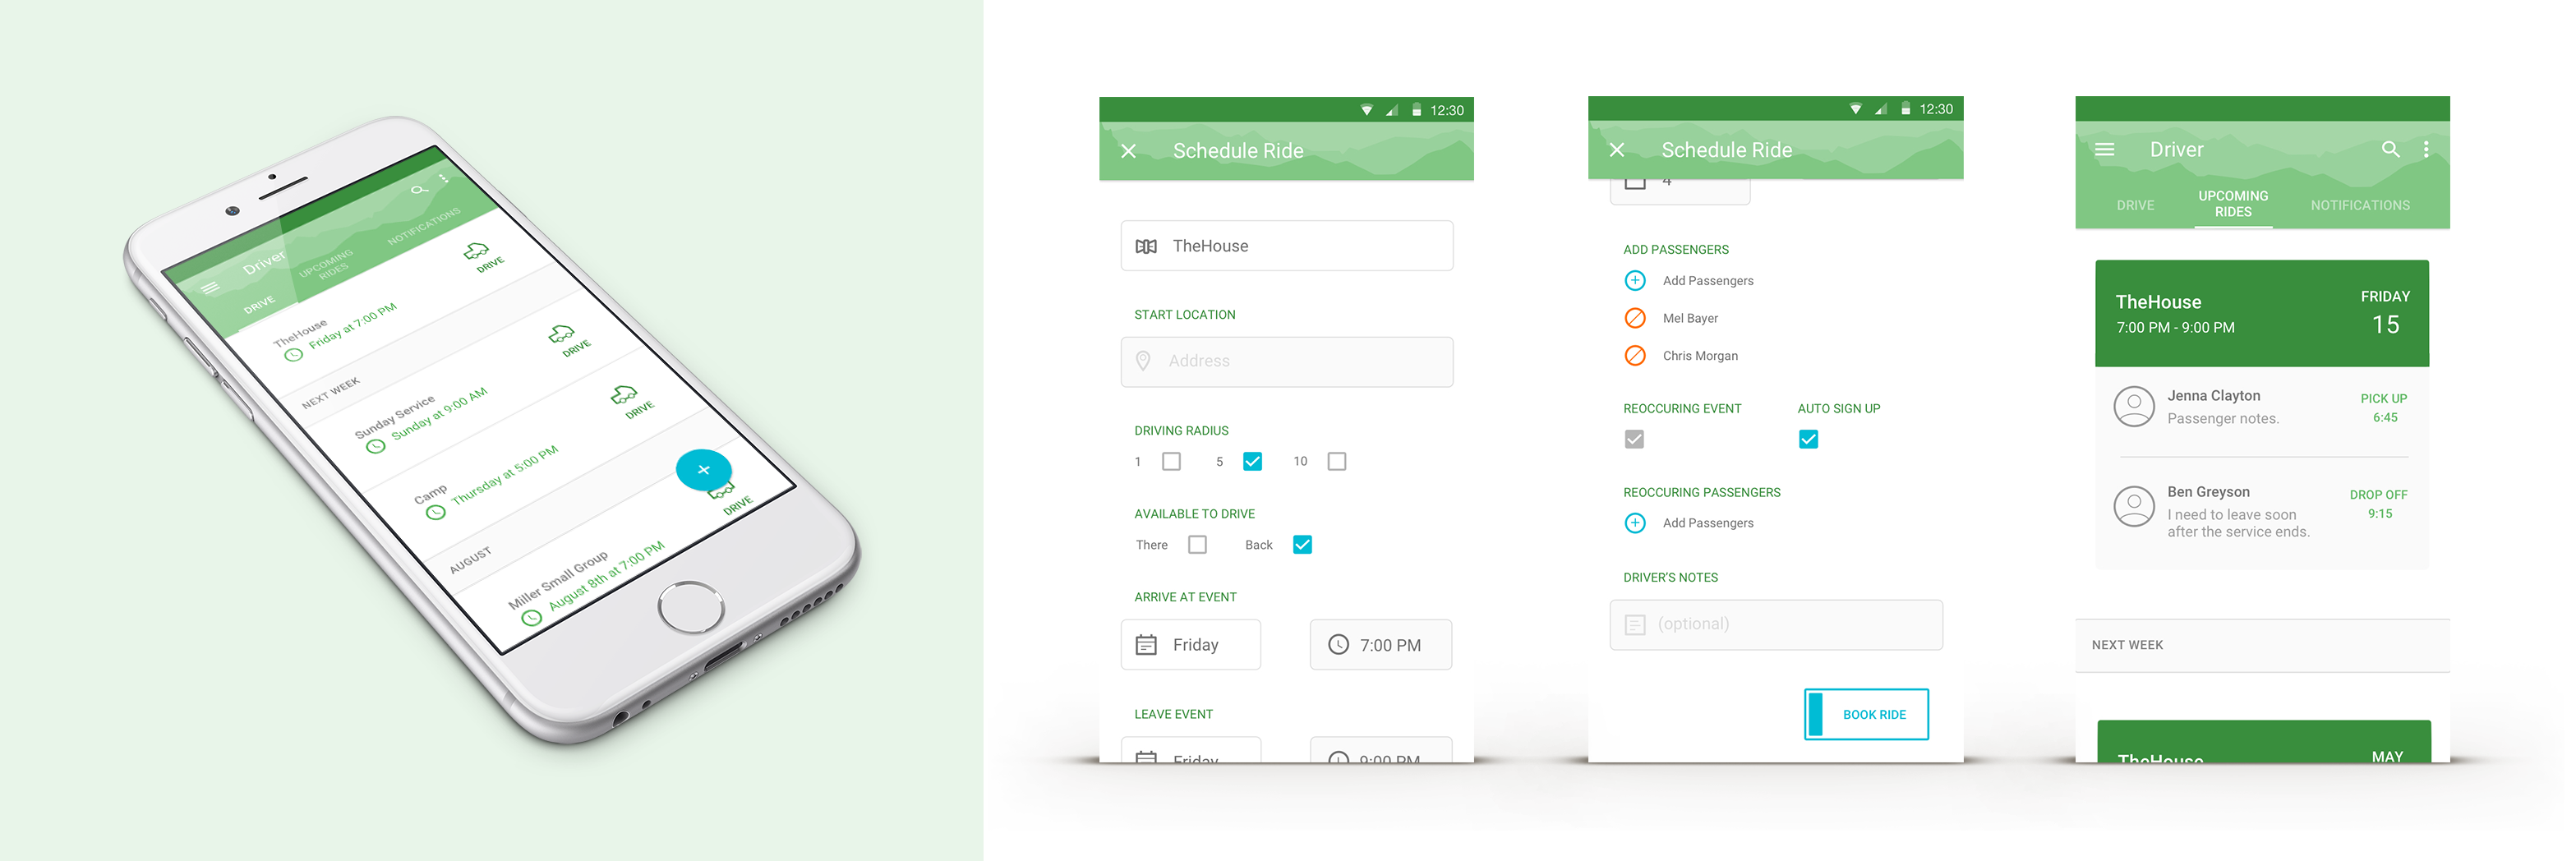 Driver
DRIVE
UPCOMING
RIDES
NOTIFICATIONS
TheHouse
Friday at 7:00 PM
DRIVE
NEXT WEEK
Sunday Service
Sunday at 9:00 AM
DRIVE
Camp
Thursday at 5:00 PM
DRIVE
AUGUST
Miller Small Group
August 8th at 7:00 PM
DRIVE
12:30
Schedule Ride
TheHouse
START LOCATION
Address
DRIVING RADIUS
1 5 10
AVAILABLE TO DRIVE
There Back
ARRIVE AT EVENT
Friday 7:00 PM
LEAVE EVENT
Friday 9:00 PM
12:30
Schedule Ride
4
ADD PASSENGERS
Add Passengers
Mel Bayer
Chris Morgan
REOCCURING EVENT AUTO SIGN UP
REOCCURING PASSENGERS
Add Passengers
DRIVER'S NOTES
(optional)
BOOK RIDE
Driver
DRIVE
UPCOMING
RIDES
NOTIFICATIONS
TheHouse
7:00 PM - 9:00 PM
FRIDAY
15
Jenna Clayton
Passenger notes.
PICK UP
6:45
Ben Greyson
I need to leave soon
after the service ends.
DROP OFF
9:15
NEXT WEEK
TheHouse
MAY